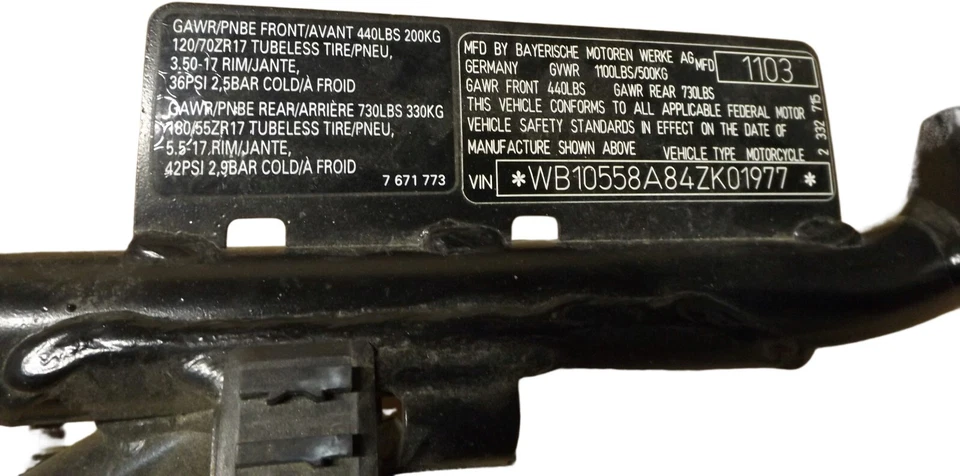 GAWR/PNBE FRONT/AVANT 440LBS 200KG
120/70ZR17 TUBELESS TIRE/PNEU,
3.50-17 RIM/JANTE,
36PSI 2,5BAR COLD/À FROID
GAWR/PNBE REAR/ARRIÈRE 730LBS 330KG
180/55ZR17 TUBELESS TIRE/PNEU,
5.5-17 RIM/JANTE,
42PSI 2,9BAR COLD/À FROID
7 671 773
MFD BY BAYERISCHE MOTOREN WERKE AG MFD 1103
GERMANY GVWR 1100LBS/500KG
GAWR FRONT 440LBS GAWR REAR 730LBS
THIS VEHICLE CONFORMS TO ALL APPLICABLE FEDERAL MOTOR
VEHICLE SAFETY STANDARDS IN EFFECT ON THE DATE OF
MANUFACTURE SHOWN ABOVE VEHICLE TYPE MOTORCYCLE
VIN *WB10558A84ZK01977 *
2 332 715